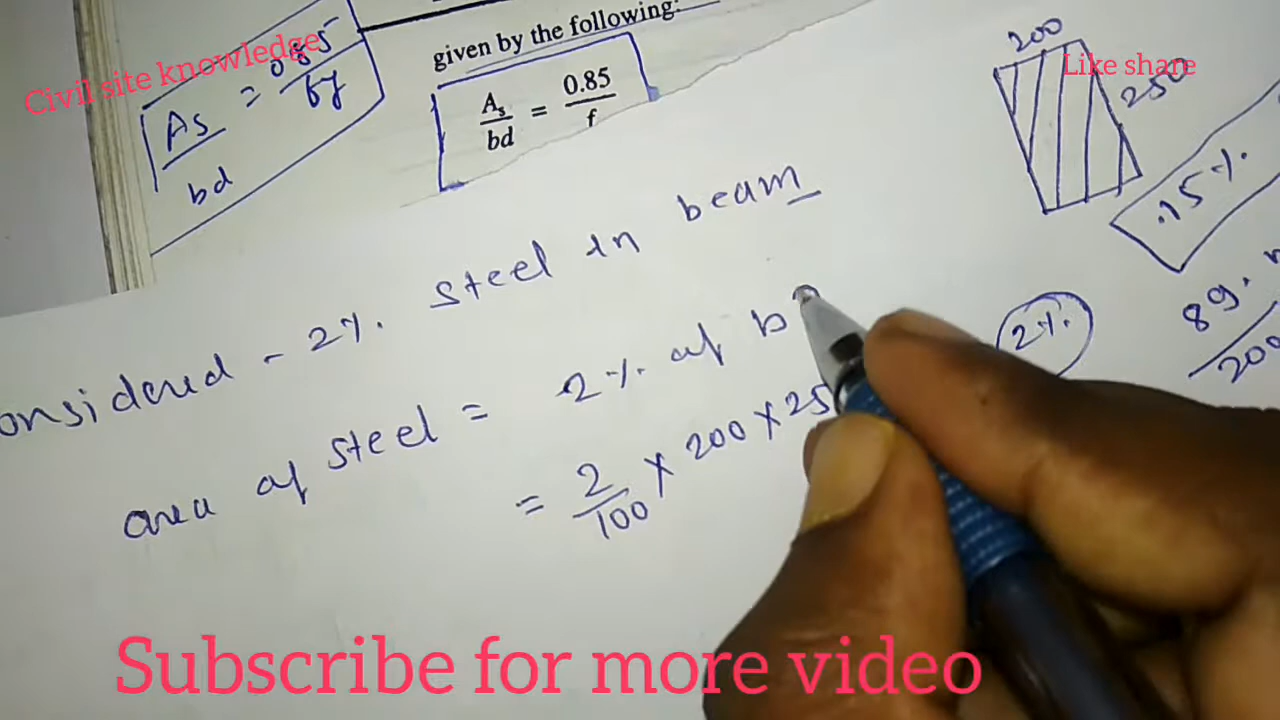 Civil site knowledge
Like share
As/bd = 0.85/fy
given by the following:
As/bd = 0.85/f
200
250
.15%.
onsidered - 2%. steel in beam
area of steel = 2%. of b
2%.
= 2/100 x 200 x 25
89.
200
Subscribe for more video